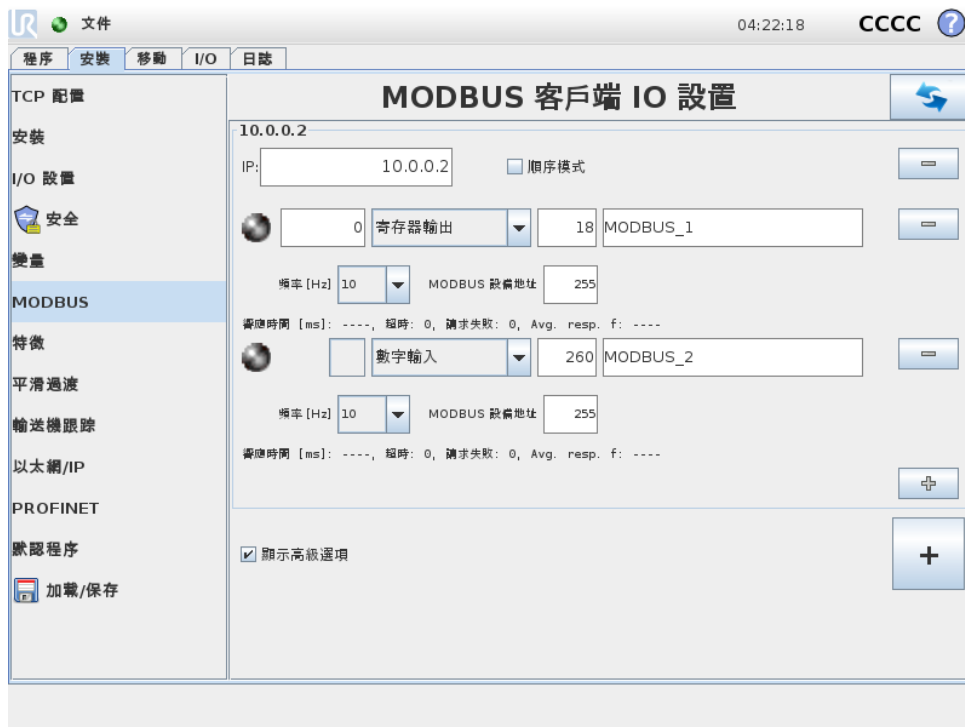 UR 文件 04:22:18 CCCC ?
程序 安裝 移動 I/O 日誌
TCP 配置
安裝
I/O 設置
安全
變量
MODBUS
特徵
平滑過渡
輸送機跟踪
以太網/IP
PROFINET
默認程序
加載/保存
MODBUS 客戶端 IO 設置
10.0.0.2
IP: 10.0.0.2 順序模式
0 寄存器輸出 18 MODBUS_1
頻率 [Hz] 10 MODBUS 設備地址 255
響應時間 [ms]: ----, 超時: 0, 請求失敗: 0, Avg. resp. f: ----
數字輸入 260 MODBUS_2
頻率 [Hz] 10 MODBUS 設備地址 255
響應時間 [ms]: ----, 超時: 0, 請求失敗: 0, Avg. resp. f: ----
顯示高級選項